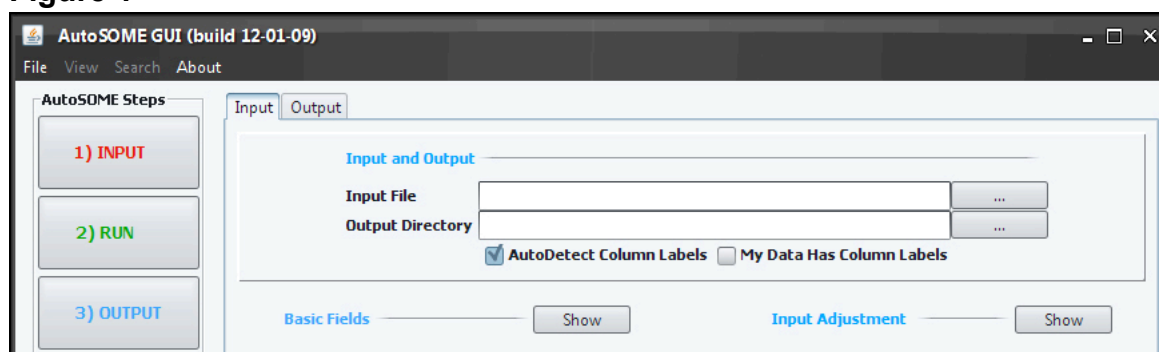 AutoSOME GUI (build 12-01-09)
File View Search About
AutoSOME Steps
Input Output
1) INPUT
Input and Output
Input File ...
2) RUN
Output Directory ...
AutoDetect Column Labels My Data Has Column Labels
3) OUTPUT
Basic Fields Show Input Adjustment Show